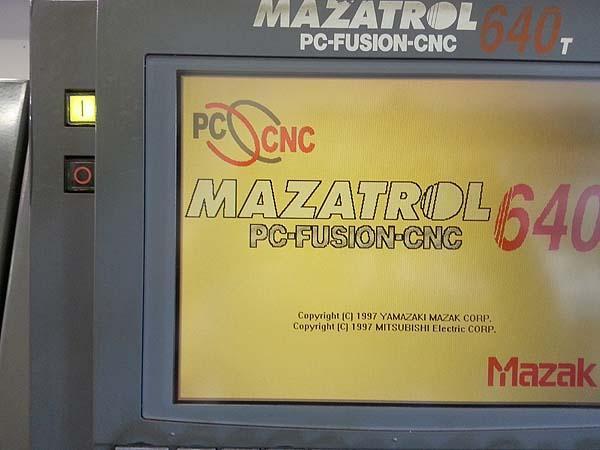 MAZATROL 640 T
PC-FUSION-CNC
I
O
PC CNC
MAZATROL 640
PC-FUSION-CNC
Copyright (C) 1997 YAMAZAKI MAZAK CORP.
Copyright (C) 1997 MITSUBISHI Electric CORP.
Mazak